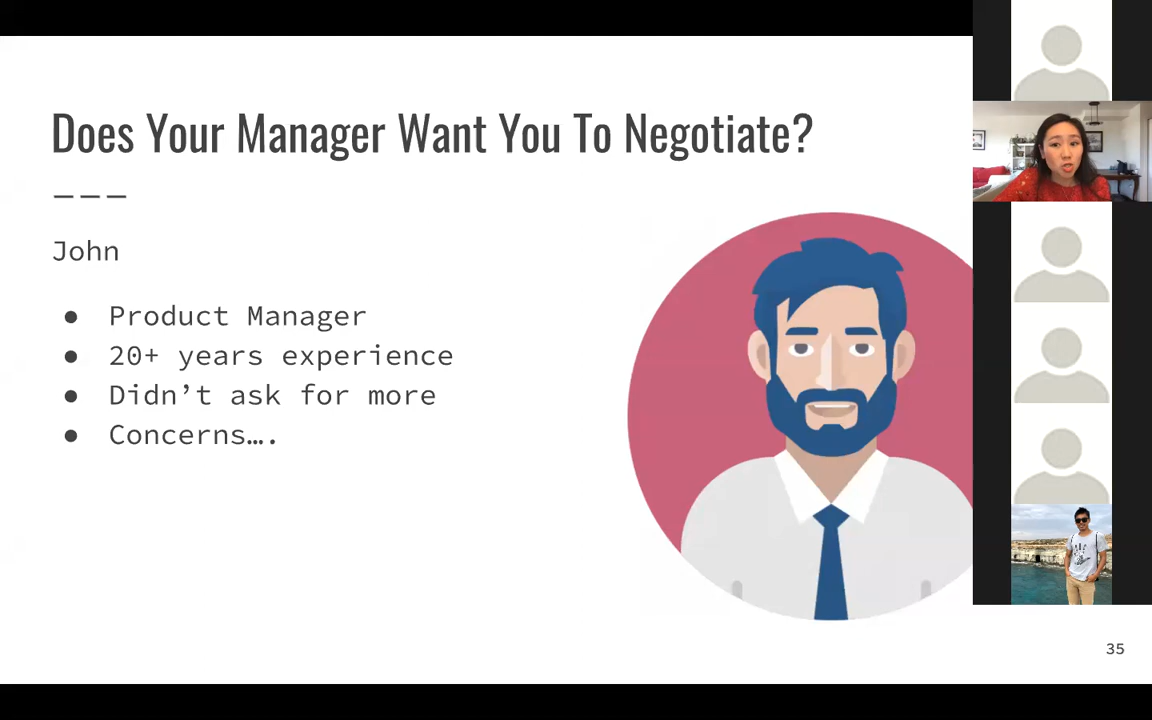 Does Your Manager Want You To Negotiate?
———
John
● Product Manager
● 20+ years experience
● Didn’t ask for more
● Concerns….
35